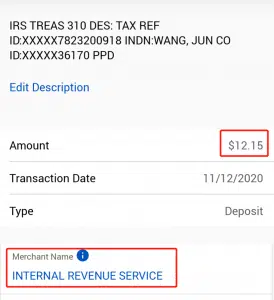 IRS TREAS 310 DES: TAX REF
ID:XXXXX7823200918 INDN:WANG, JUN CO
ID:XXXXX36170 PPD
Edit Description
Amount $12.15
Transaction Date 11/12/2020
Type Deposit
Merchant Name
INTERNAL REVENUE SERVICE